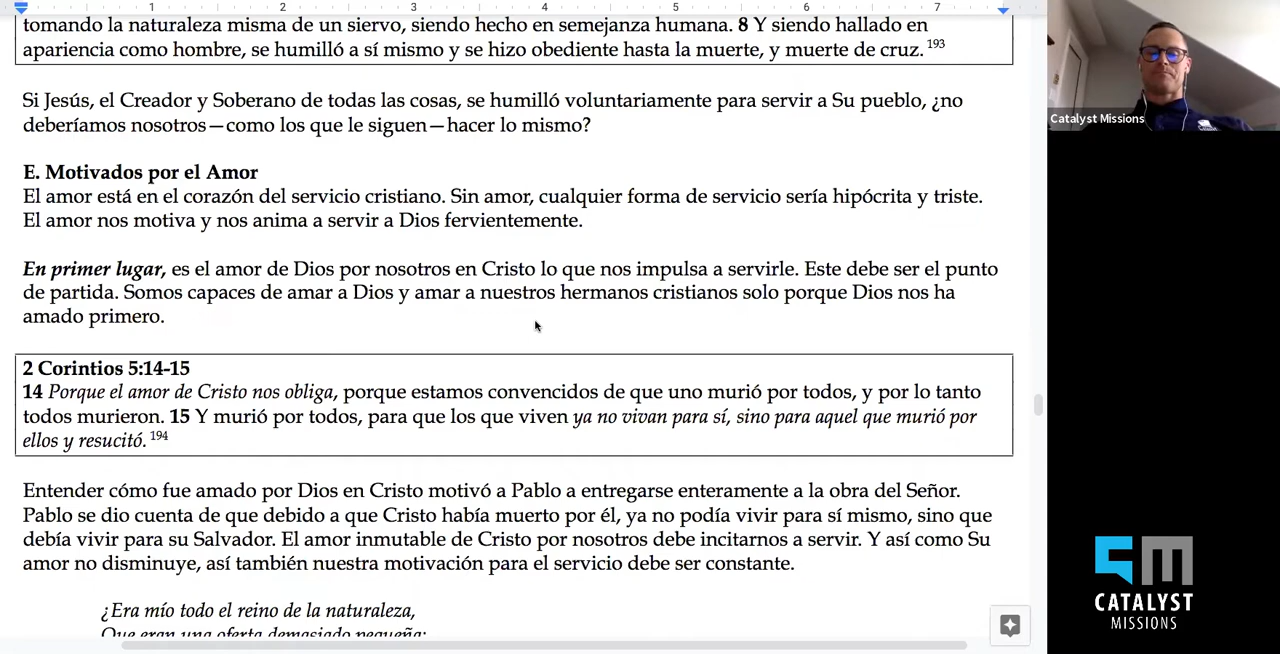 1 2 3 4 5 6 7
tomando la naturaleza misma de un siervo, siendo hecho en semejanza humana. 8 Y siendo hallado en
apariencia como hombre, se humilló a sí mismo y se hizo obediente hasta la muerte, y muerte de cruz.193
Si Jesús, el Creador y Soberano de todas las cosas, se humilló voluntariamente para servir a Su pueblo, ¿no
deberíamos nosotros—como los que le siguen—hacer lo mismo?
E. Motivados por el Amor
El amor está en el corazón del servicio cristiano. Sin amor, cualquier forma de servicio sería hipócrita y triste.
El amor nos motiva y nos anima a servir a Dios fervientemente.
En primer lugar, es el amor de Dios por nosotros en Cristo lo que nos impulsa a servirle. Este debe ser el punto
de partida. Somos capaces de amar a Dios y amar a nuestros hermanos cristianos solo porque Dios nos ha
amado primero.
2 Corintios 5:14-15
14 Porque el amor de Cristo nos obliga, porque estamos convencidos de que uno murió por todos, y por lo tanto
todos murieron. 15 Y murió por todos, para que los que viven ya no vivan para sí, sino para aquel que murió por
ellos y resucitó.194
Entender cómo fue amado por Dios en Cristo motivó a Pablo a entregarse enteramente a la obra del Señor.
Pablo se dio cuenta de que debido a que Cristo había muerto por él, ya no podía vivir para sí mismo, sino que
debía vivir para su Salvador. El amor inmutable de Cristo por nosotros debe incitarnos a servir. Y así como Su
amor no disminuye, así también nuestra motivación para el servicio debe ser constante.
¿Era mío todo el reino de la naturaleza,
Que eran una oferta demasiado pequeña;
Catalyst Missions
CATALYST
MISSIONS